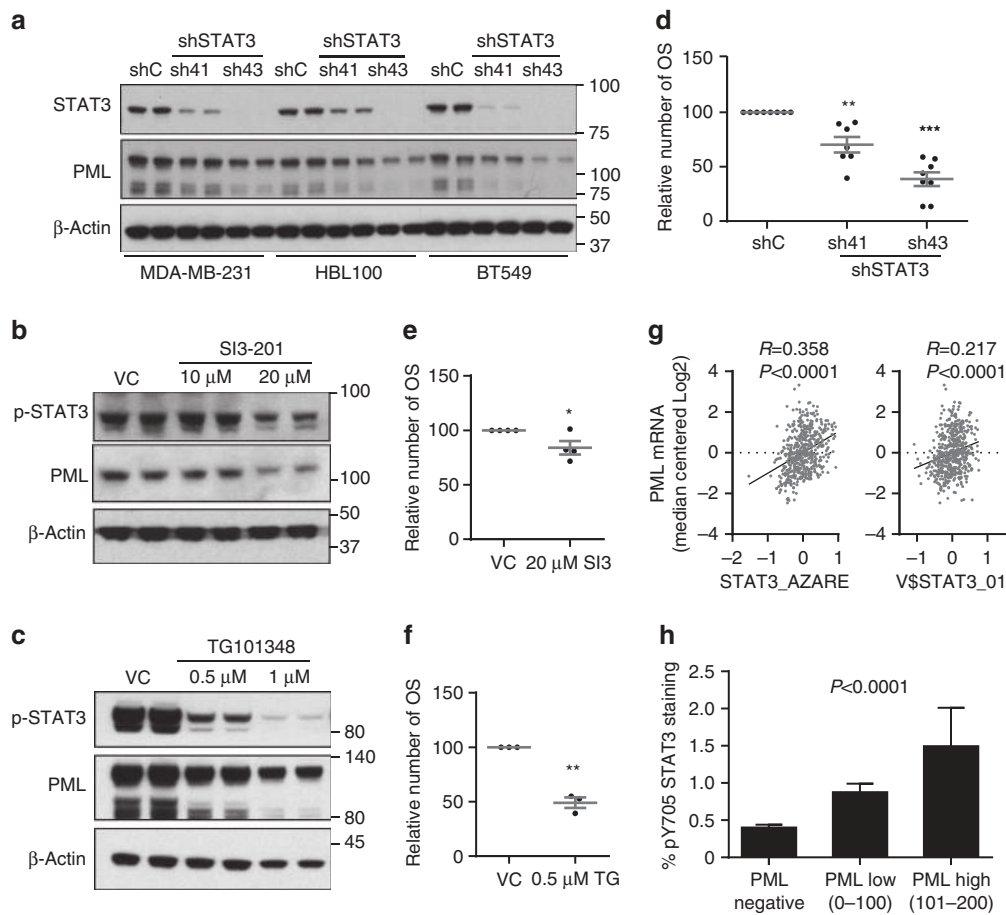 a
shSTAT3 shSTAT3 shSTAT3
shC sh41 sh43 shC sh41 sh43 shC sh41 sh43
STAT3
100
75
PML
100
75
β-Actin
50
37
MDA-MB-231 HBL100 BT549
d
Relative number of OS
150
100
50
0
** ***
shC sh41 sh43
shSTAT3
b
SI3-201
VC 10 μM 20 μM
p-STAT3
100
PML
100
β-Actin
50
37
e
Relative number of OS
150
100
50
0
*
VC 20 μM SI3
g
R=0.358
P<0.0001
R=0.217
P<0.0001
PML mRNA
(median centered Log2)
4
2
0
–2
–4
–2 –1 0 1
STAT3_AZARE
4
2
0
–2
–4
–1 0 1
V$STAT3_01
c
TG101348
VC 0.5 μM 1 μM
p-STAT3
80
PML
140
80
β-Actin
45
f
Relative number of OS
150
100
50
0
**
VC 0.5 μM TG
h
% pY705 STAT3 staining
2.5
2.0
1.5
1.0
0.5
0
P<0.0001
PML negative
PML low (0–100)
PML high (101–200)